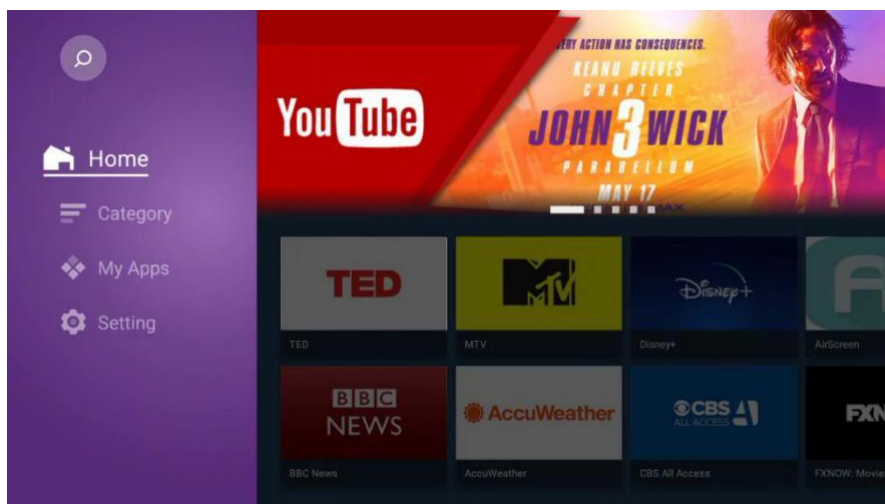 Home
Category
My Apps
Setting
YouTube
EVERY ACTION HAS CONSEQUENCES.
KEANU REEVES
CHAPTER
JOHN 3 WICK
PARABELLUM
MAY 17
TED
MTV
Disney+
TED
MTV
Disney+
AirScreen
BBC
NEWS
AccuWeather
CBS
ALL ACCESS
FXN
BBC News
AccuWeather
CBS All Access
FXNOW: Movie